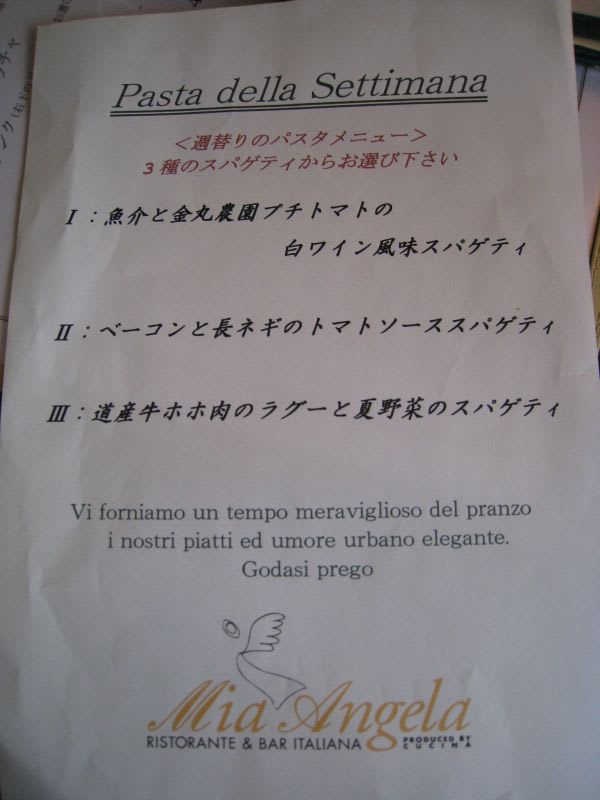 Pasta della Settimana
＜週替りのパスタメニュー＞
3種のスパゲティからお選び下さい
Ⅰ：魚介と金丸農園プチトマトの
白ワイン風味スパゲティ
Ⅱ：ベーコンと長ネギのトマトソーススパゲティ
Ⅲ：道産牛ホホ肉のラグーと夏野菜のスパゲティ
Vi forniamo un tempo meraviglioso del pranzo
i nostri piatti ed umore urbano elegante.
Godasi prego
Mia Angela
RISTORANTE & BAR ITALIANA PRODUCED BY
CUCINA